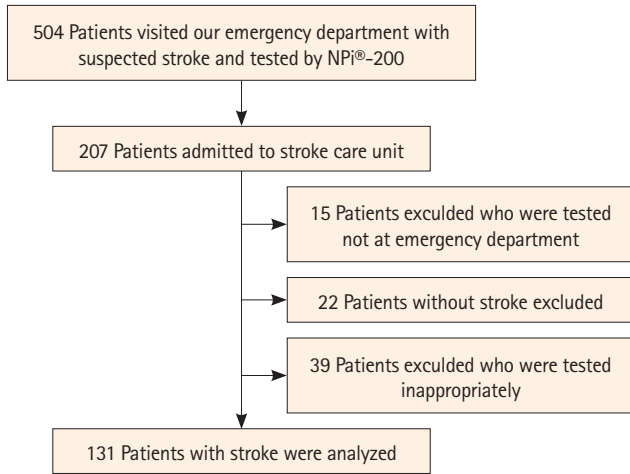 504 Patients visited our emergency department with
suspected stroke and tested by NPi®-200
207 Patients admitted to stroke care unit
15 Patients exculded who were tested
not at emergency department
22 Patients without stroke excluded
39 Patients exculded who were tested
inappropriately
131 Patients with stroke were analyzed